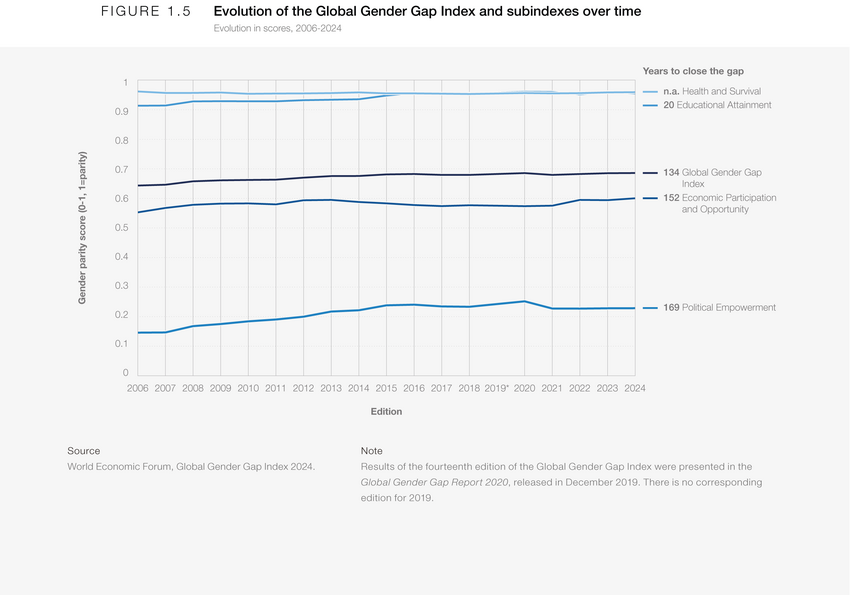 FIGURE 1.5
Evolution of the Global Gender Gap Index and subindexes over time
Evolution in scores, 2006-2024
Years to close the gap
n.a. Health and Survival
20 Educational Attainment
134 Global Gender Gap
Index
152 Economic Participation
and Opportunity
169 Political Empowerment
Gender parity score (0-1, 1=parity)
1
0.9
0.8
0.7
0.6
0.5
0.4
0.3
0.2
0.1
0
2006 2007 2008 2009 2010 2011 2012 2013 2014 2015 2016 2017 2018 2019* 2020 2021 2022 2023 2024
Edition
Source
World Economic Forum, Global Gender Gap Index 2024.
Note
Results of the fourteenth edition of the Global Gender Gap Index were presented in the
Global Gender Gap Report 2020, released in December 2019. There is no corresponding
edition for 2019.